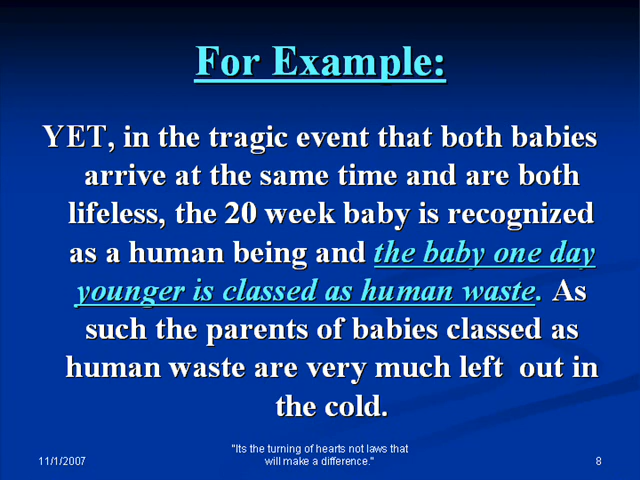 For Example:
YET, in the tragic event that both babies
arrive at the same time and are both
lifeless, the 20 week baby is recognized
as a human being and the baby one day
younger is classed as human waste. As
such the parents of babies classed as
human waste are very much left  out in
the cold.
"Its the turning of hearts not laws that
11/1/2007 will make a difference." 8